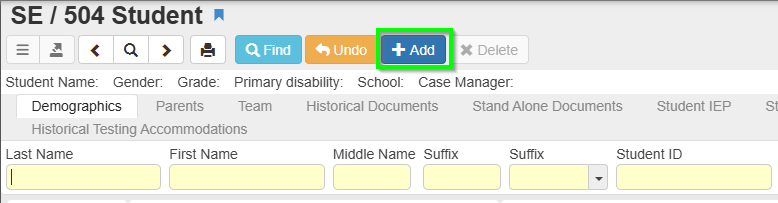 SE / 504 Student
Find Undo Add Delete
Student Name: Gender: Grade: Primary disability: School: Case Manager:
Demographics Parents Team Historical Documents Stand Alone Documents Student IEP St
Historical Testing Accommodations
Last Name First Name Middle Name Suffix Suffix Student ID